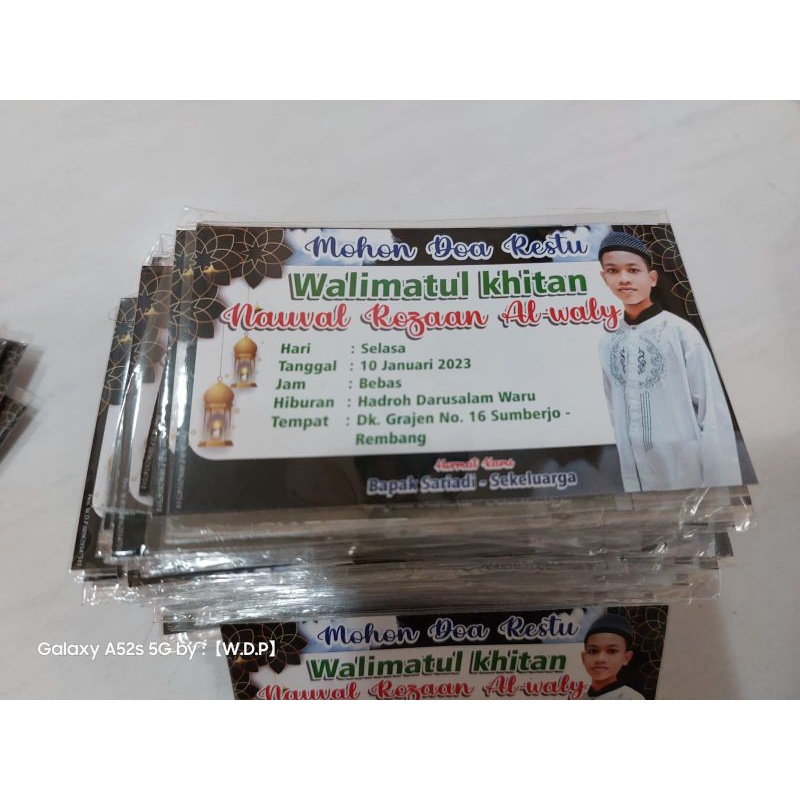 Mohon Doa Restu
Walimatul khitan
Nauval Rozaan Al-waly
Hari : Selasa
Tanggal : 10 Januari 2023
Jam : Bebas
Hiburan : Hadroh Darusalam Waru
Tempat : Dk. Grajen No. 16 Sumberjo -
Rembang
Hormat Kami
Bapak Sariadi - Sekeluarga
Galaxy A52s 5G by :【W.D.P】
Mohon Doa Restu
Walimatul khitan
Nauval Rozaan Al-waly